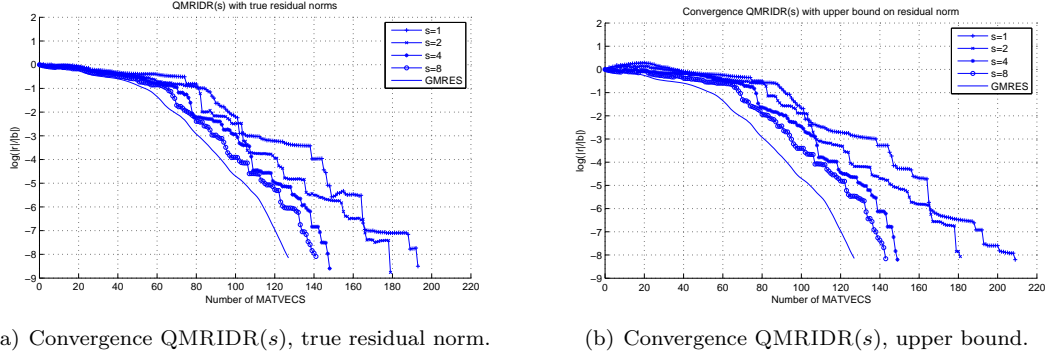 QMRIDR(s) with true residual norms
2
1
0
−1
−2
−3
−4
−5
−6
−7
−8
−9
log(|r|/|b|)
0 20 40 60 80 100 120 140 160 180 200 220
Number of MATVECS
s=1
s=2
s=4
s=8
GMRES
a) Convergence QMRIDR(s), true residual norm.
Convergence QMRIDR(s) with upper bound on residual norm
2
1
0
−1
−2
−3
−4
−5
−6
−7
−8
−9
log(|r|/|b|)
0 20 40 60 80 100 120 140 160 180 200 220
Number of MATVECS
s=1
s=2
s=4
s=8
GMRES
(b) Convergence QMRIDR(s), upper bound.